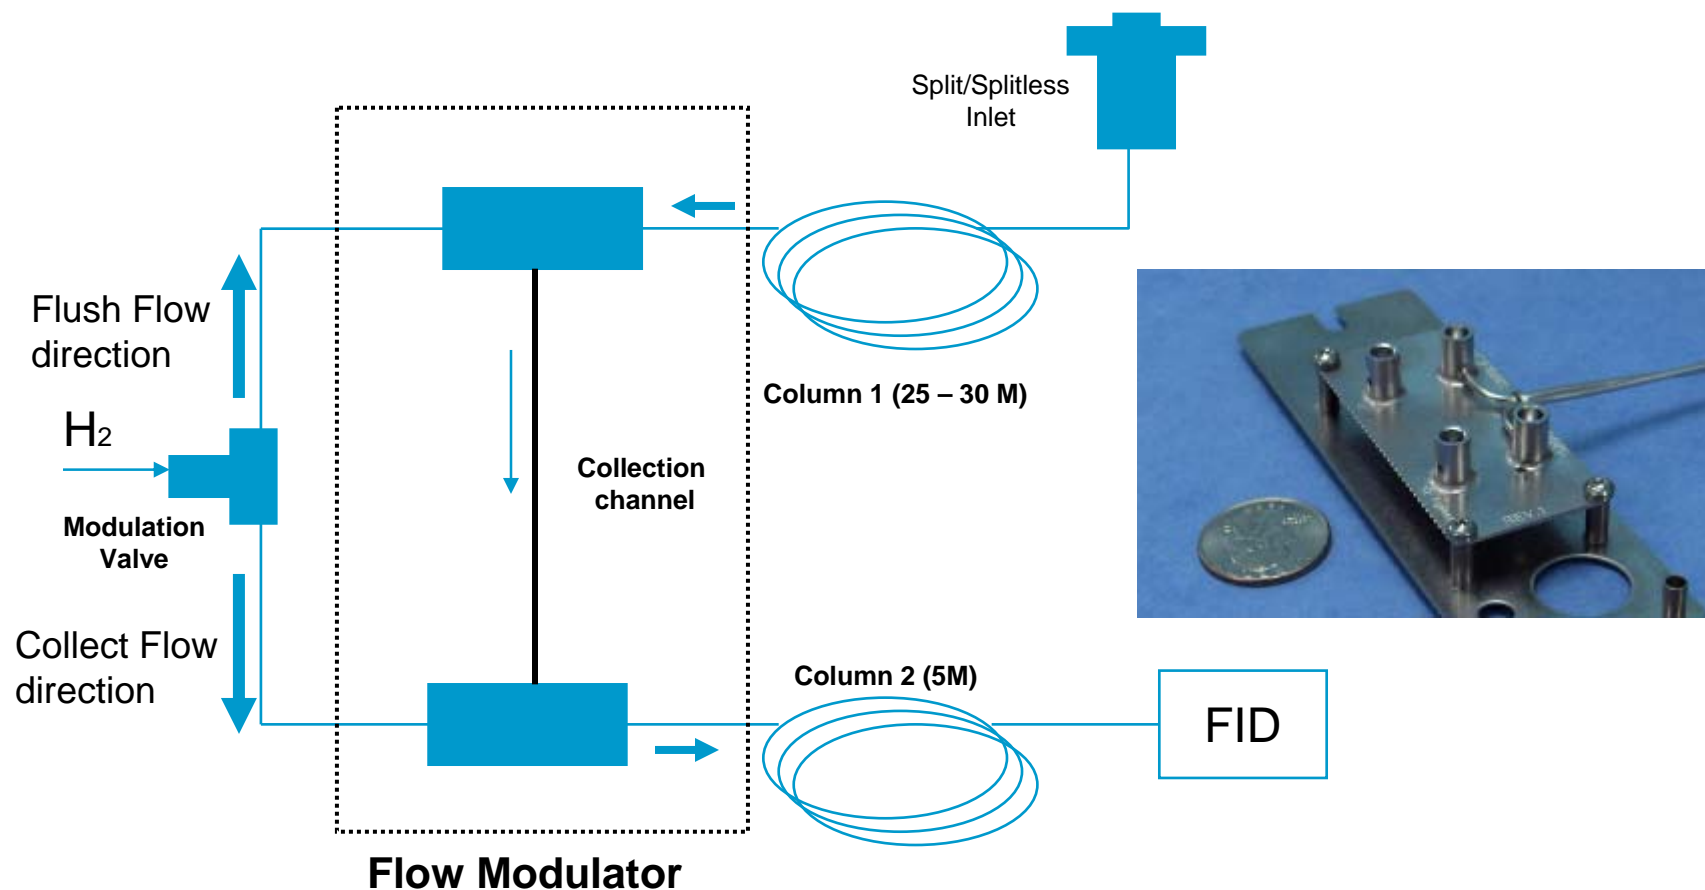 Split/Splitless
Inlet
Flush Flow
direction
Column 1 (25 – 30 M)
H2
Collection
channel
Modulation
Valve
Collect Flow
direction
Column 2 (5M)
FID
Flow Modulator